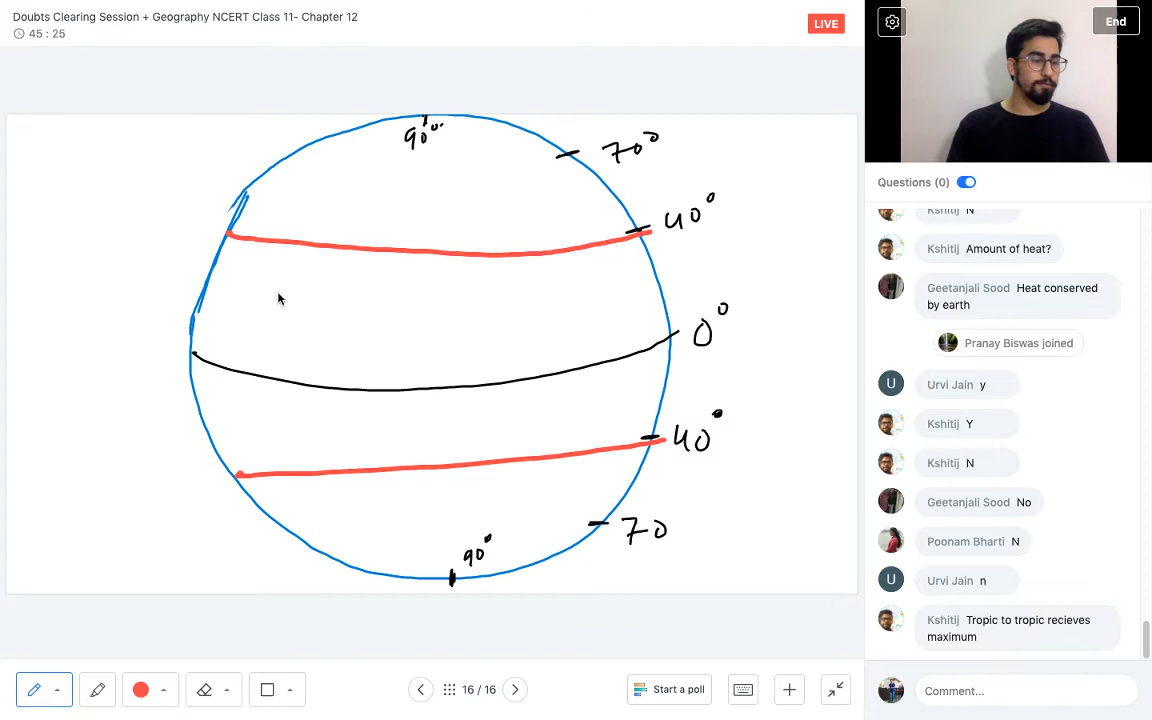 Doubts Clearing Session + Geography NCERT Class 11- Chapter 12
45 : 25
LIVE
End
90°
70°
40°
0°
40°
70
90°
Questions (0)
Kshitij N
Kshitij Amount of heat?
Geetanjali Sood Heat conserved
by earth
Pranay Biswas joined
U Urvi Jain y
Kshitij Y
Kshitij N
Geetanjali Sood No
Poonam Bharti N
U Urvi Jain n
Kshitij Tropic to tropic recieves
maximum
16 / 16
Start a poll
Comment...